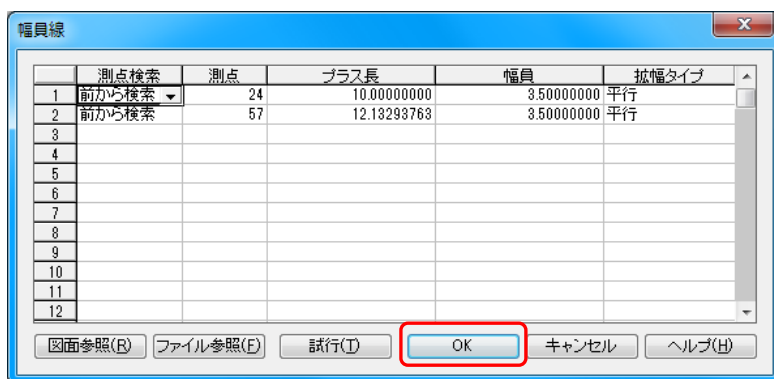 幅員線
測点検索 測点 プラス長 幅員 拡幅タイプ
1 前から検索 24 10.00000000 3.50000000 平行
2 前から検索 57 12.13293763 3.50000000 平行
3
4
5
6
7
8
9
10
11
12
図面参照(R) ファイル参照(F) 試行(T) OK キャンセル ヘルプ(H)